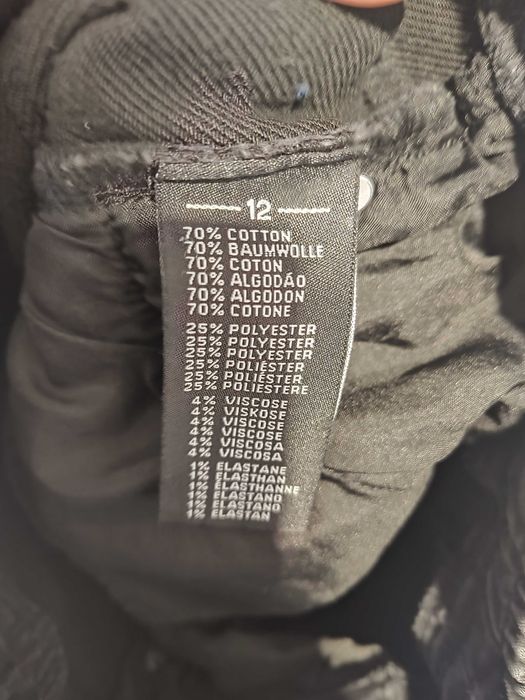 12
70% COTTON
70% BAUMWOLLE
70% COTON
70% ALGODÃO
70% ALGODON
70% COTONE
25% POLYESTER
25% POLYESTER
25% POLYESTER
25% POLIÉSTER
25% POLIÉSTER
25% POLIESTERE
4% VISCOSE
4% VISKOSE
4% VISCOSE
4% VISCOSE
4% VISCOSA
4% VISCOSA
1% ELASTANE
1% ELASTHAN
1% ÉLASTHANNE
1% ELASTANO
1% ELASTANO
1% ELASTAN